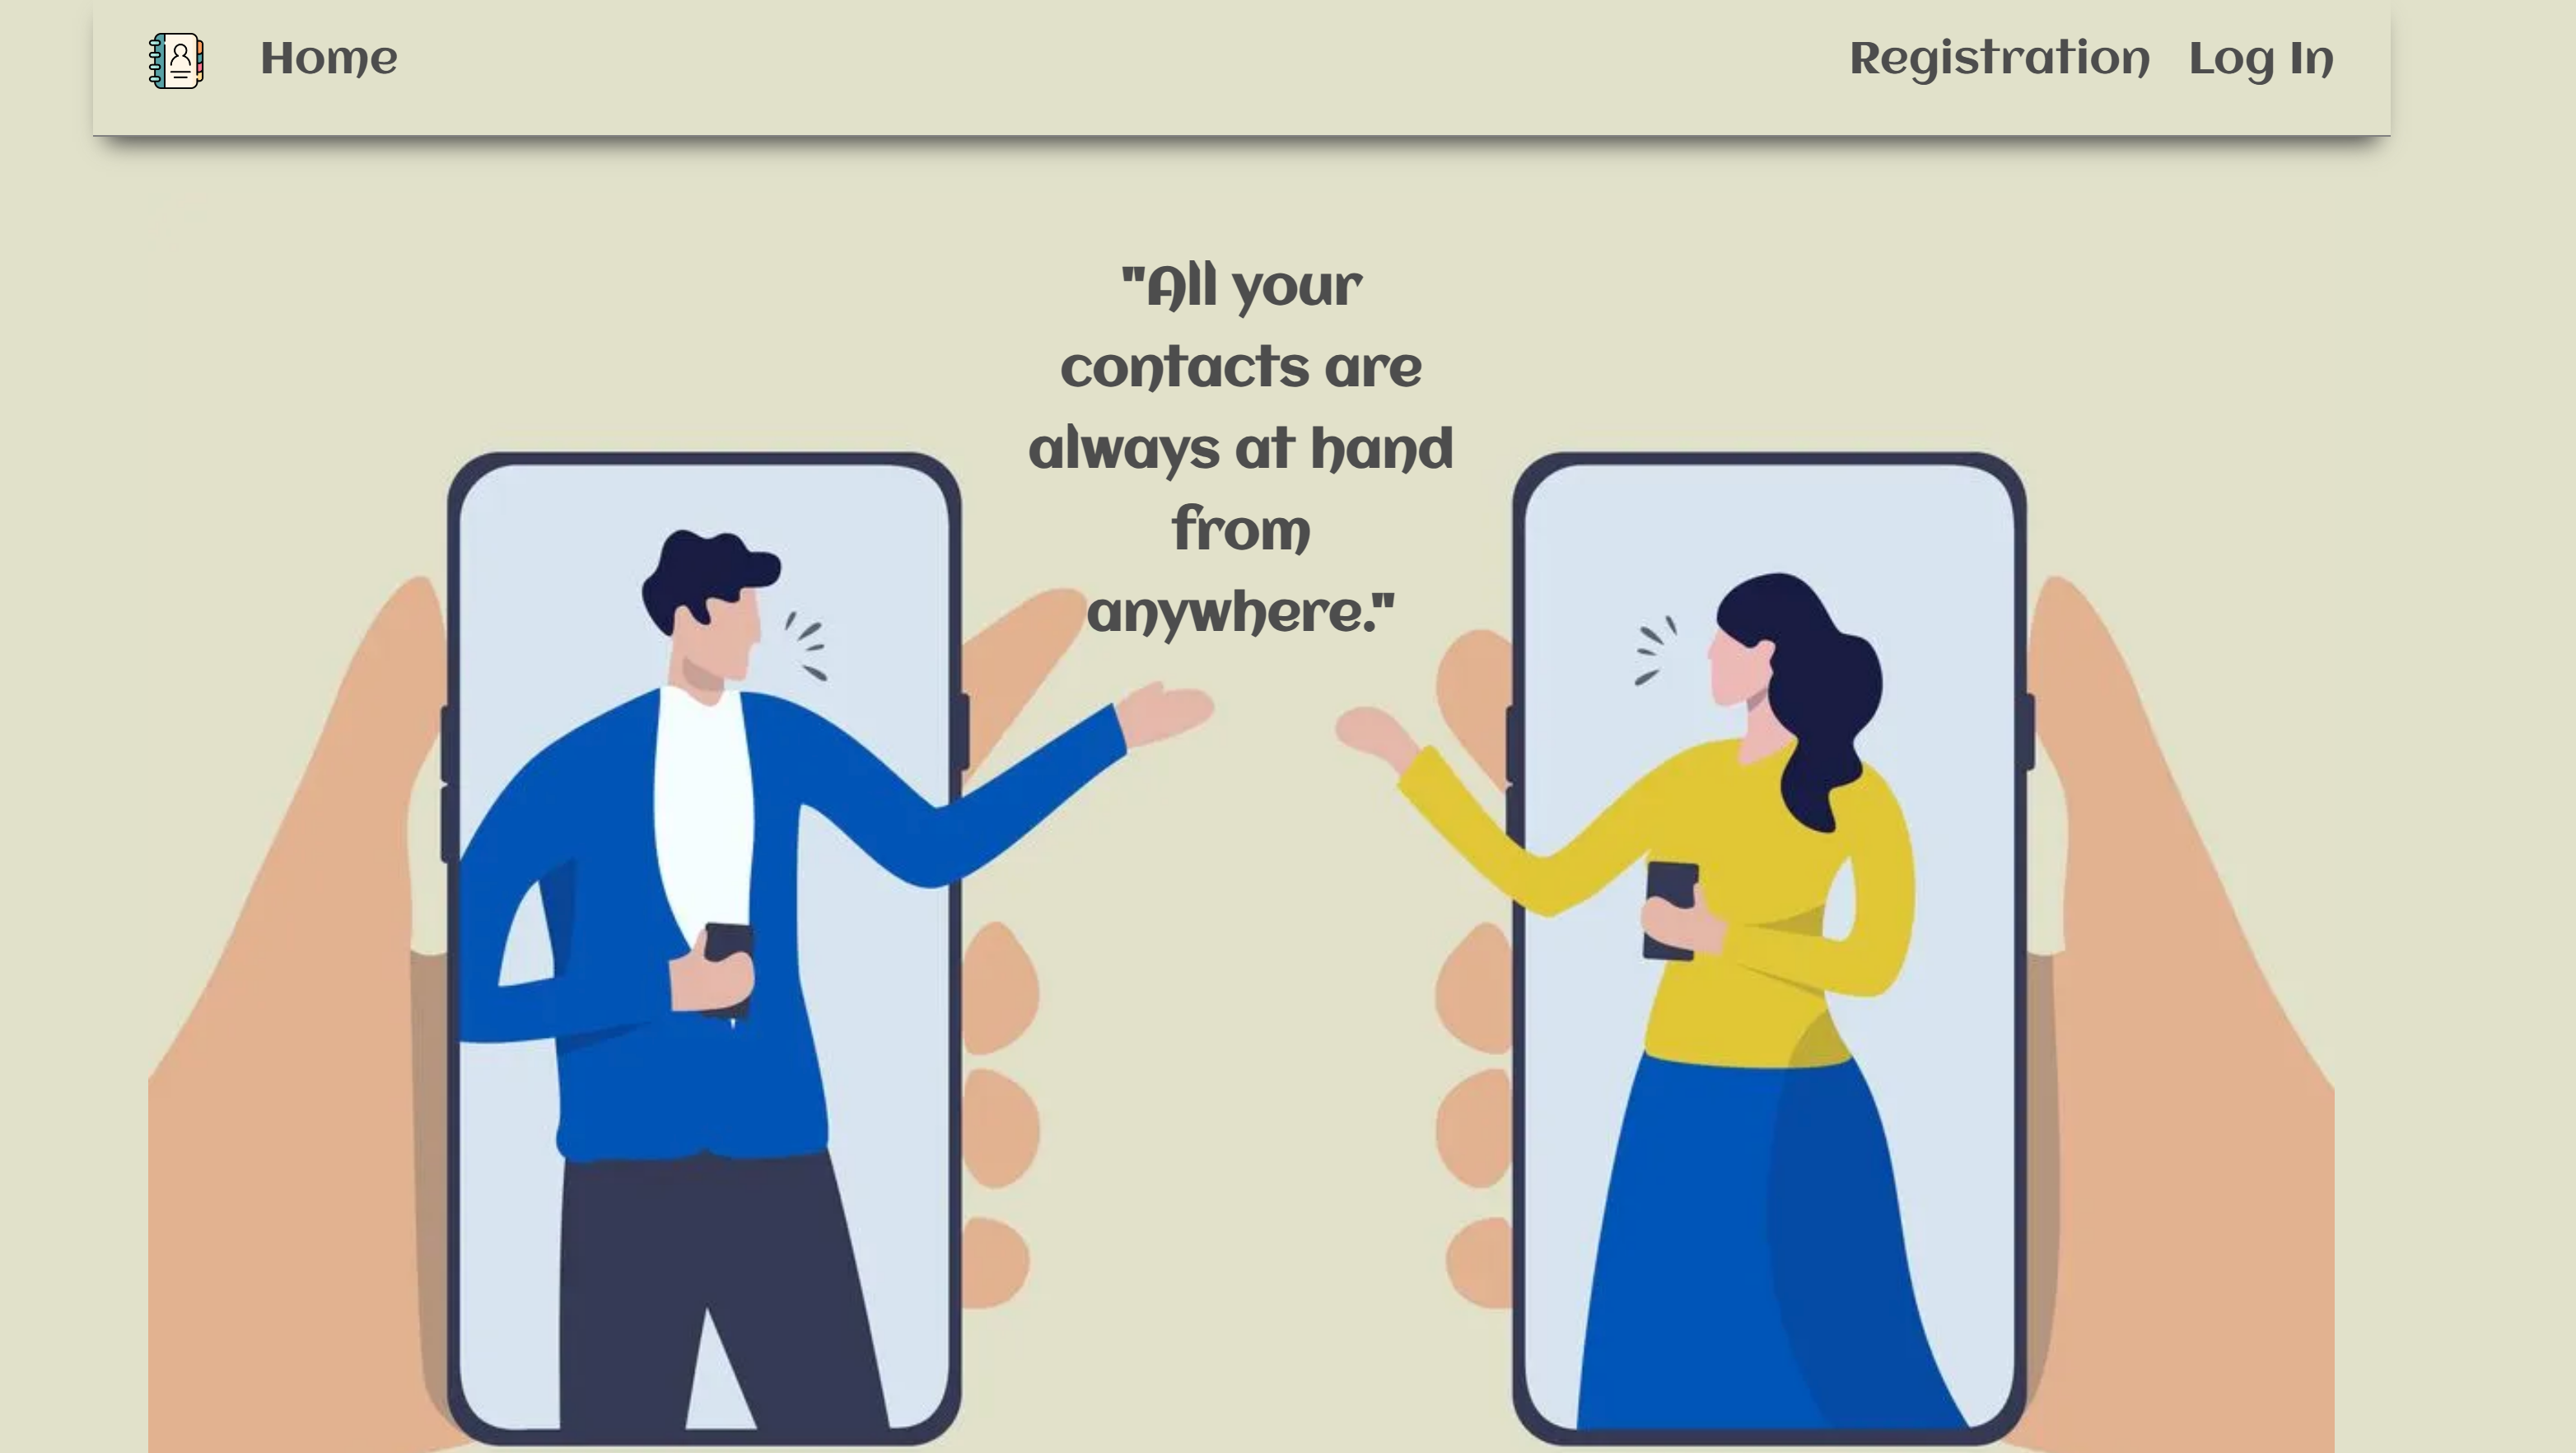 Home
Registration
Log In
"All your
contacts are
always at hand
from
anywhere."